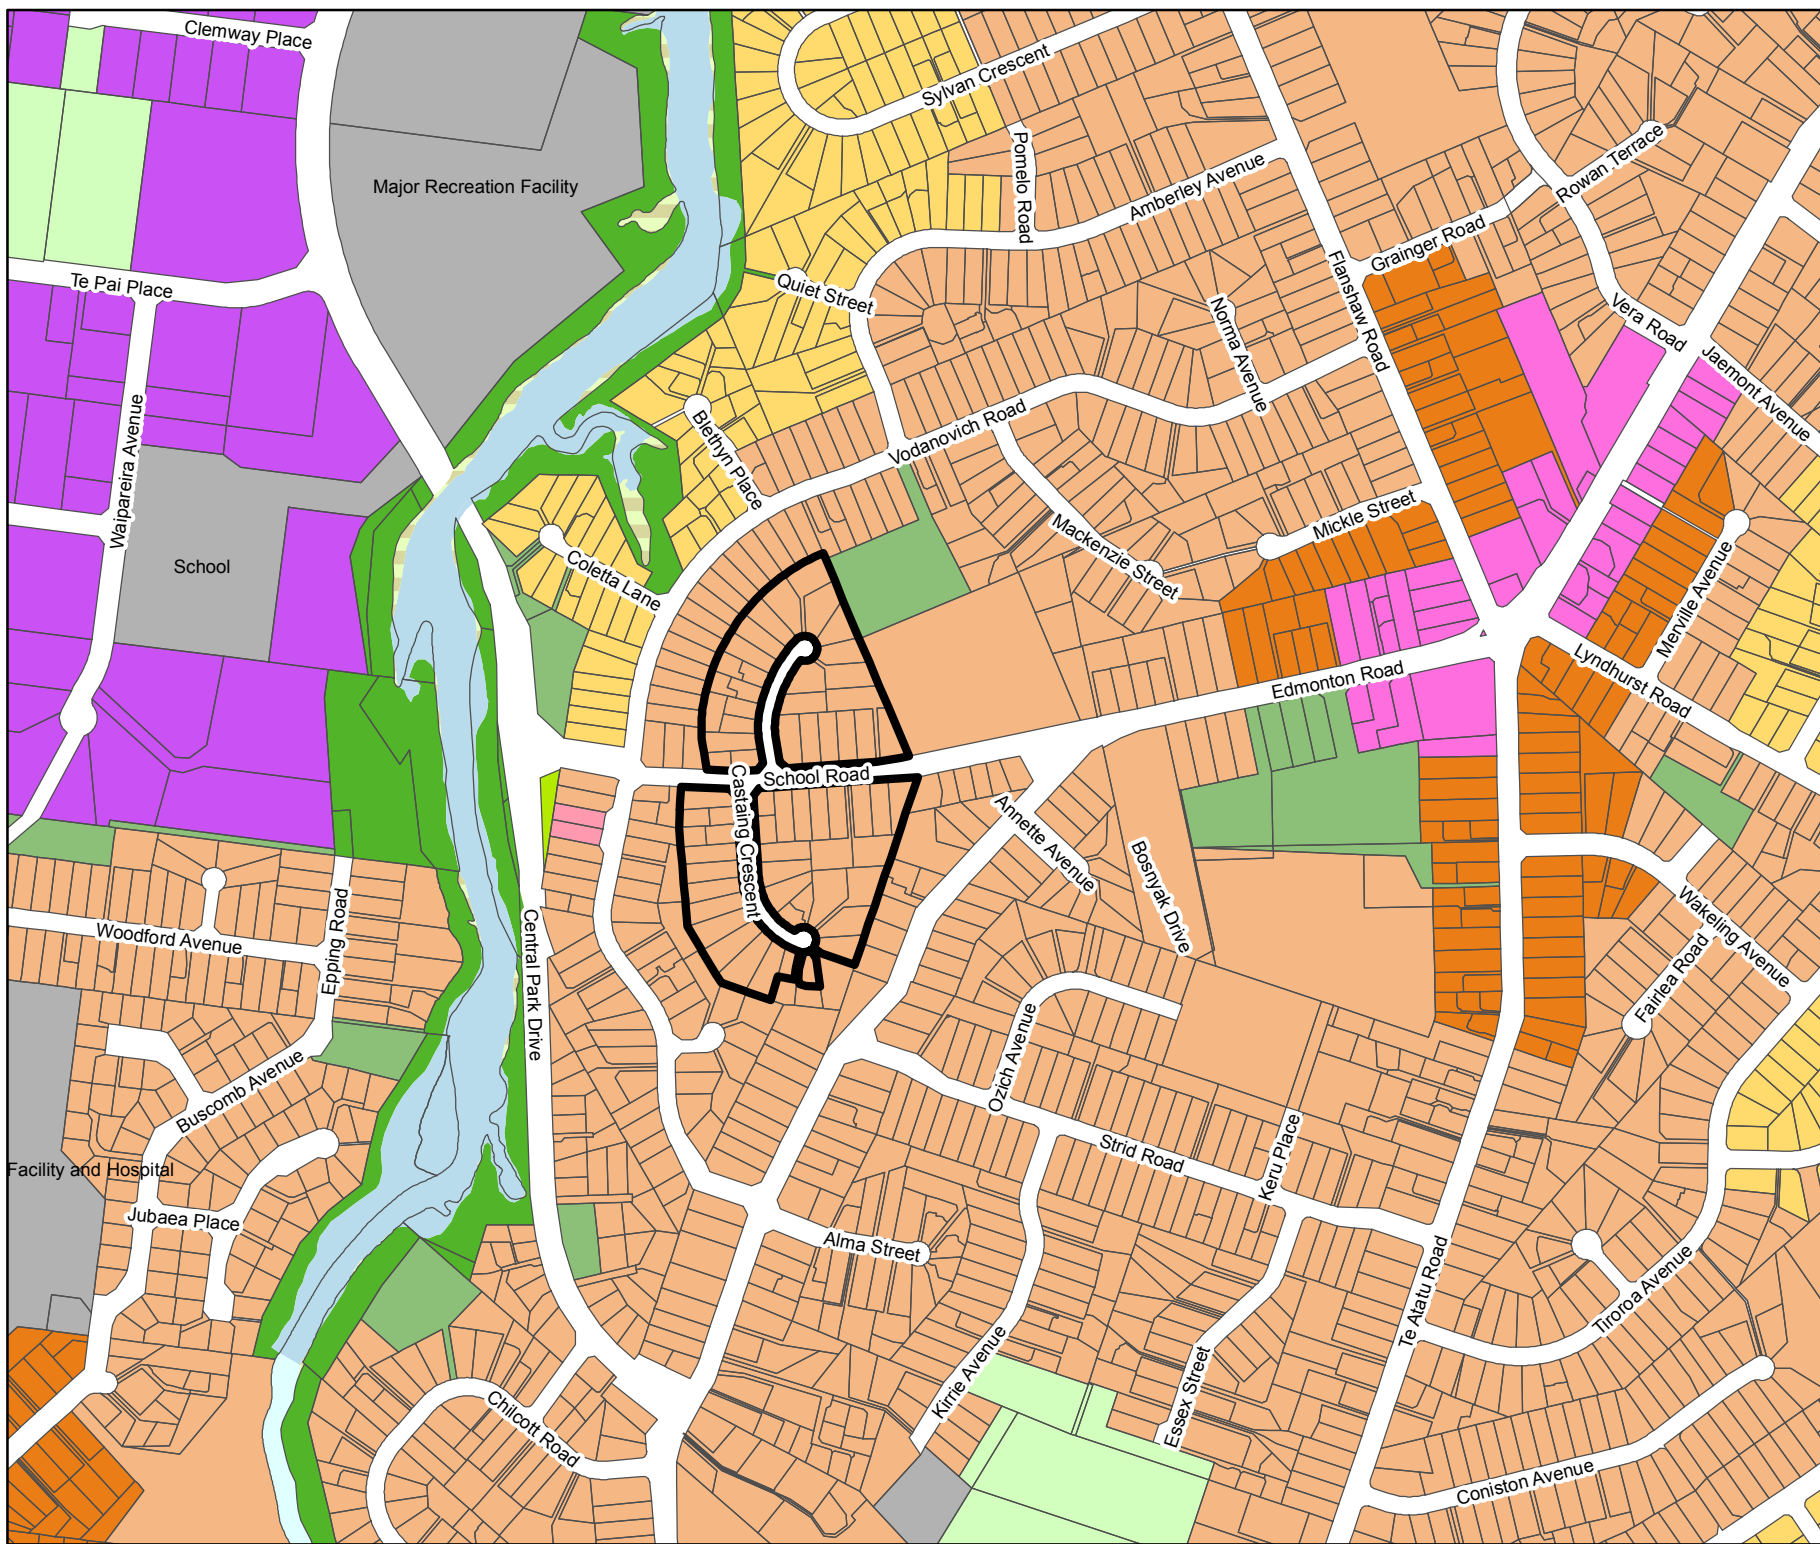 Clemway Place
Sylvan Crescent
Pomelo Road
Amberley Avenue
Rowan Terrace
Major Recreation Facility
Grainger Road
Te Pai Place
Quiet Street
Flanshaw Road
Norma Avenue
Vera Road
Jaemont Avenue
Waipareira Avenue
Blethyn Place
Vodanovich Road
Mickle Street
Mackenzie Street
School
Coletta Lane
Merville Avenue
Lyndhurst Road
Edmonton Road
School Road
Castaing Crescent
Annette Avenue
Bosnyak Drive
Woodford Avenue
Epping Road
Central Park Drive
Wakeling Avenue
Fairlea Road
Ozich Avenue
Buscomb Avenue
Strid Road
Keru Place
Facility and Hospital
Jubaea Place
Alma Street
Te Atatu Road
Tiroroa Avenue
Kirrie Avenue
Essex Street
Chilcott Road
Coniston Avenue